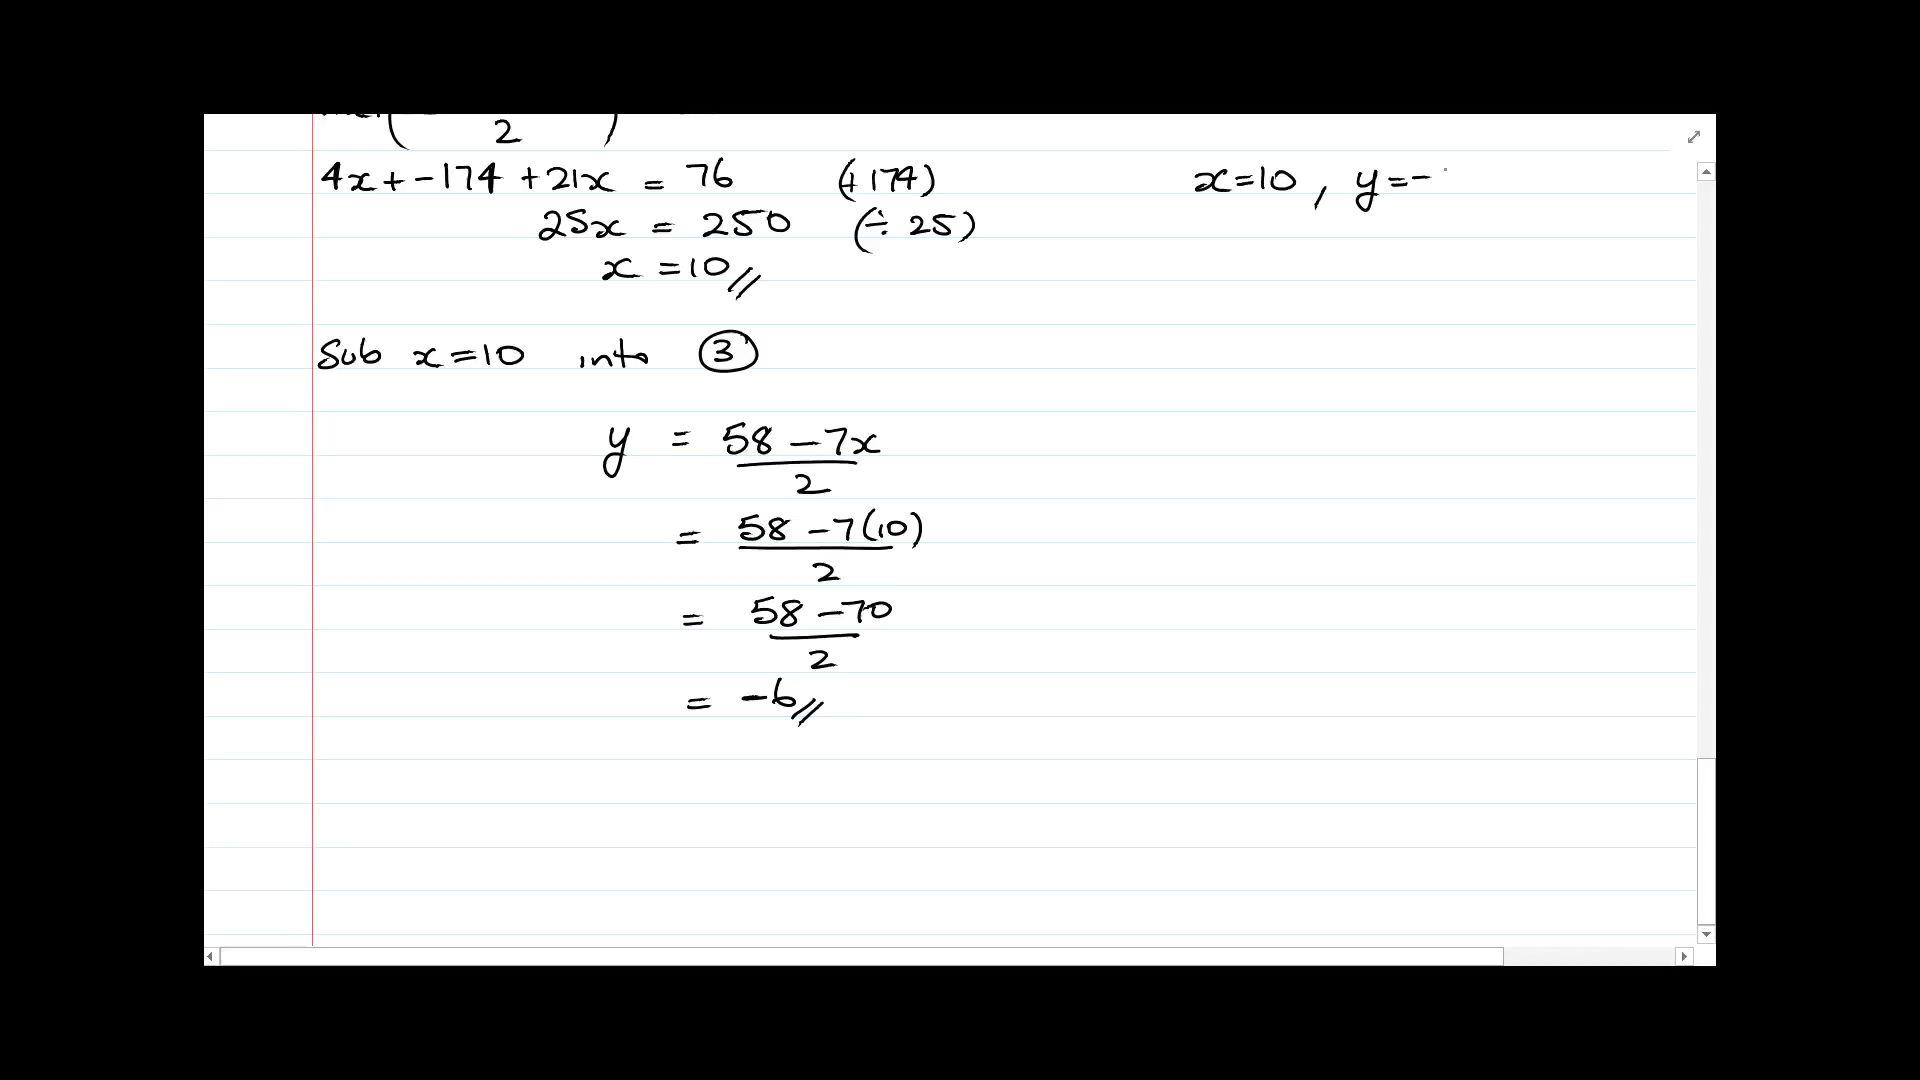 2
4x + -174 + 21x = 76 (+174)
25x = 250 (÷ 25)
x = 10 //
Sub x=10 into ③
y = 58 - 7x
2
= 58 - 7(10)
2
= 58 - 70
2
= -6 //
x=10 , y=-